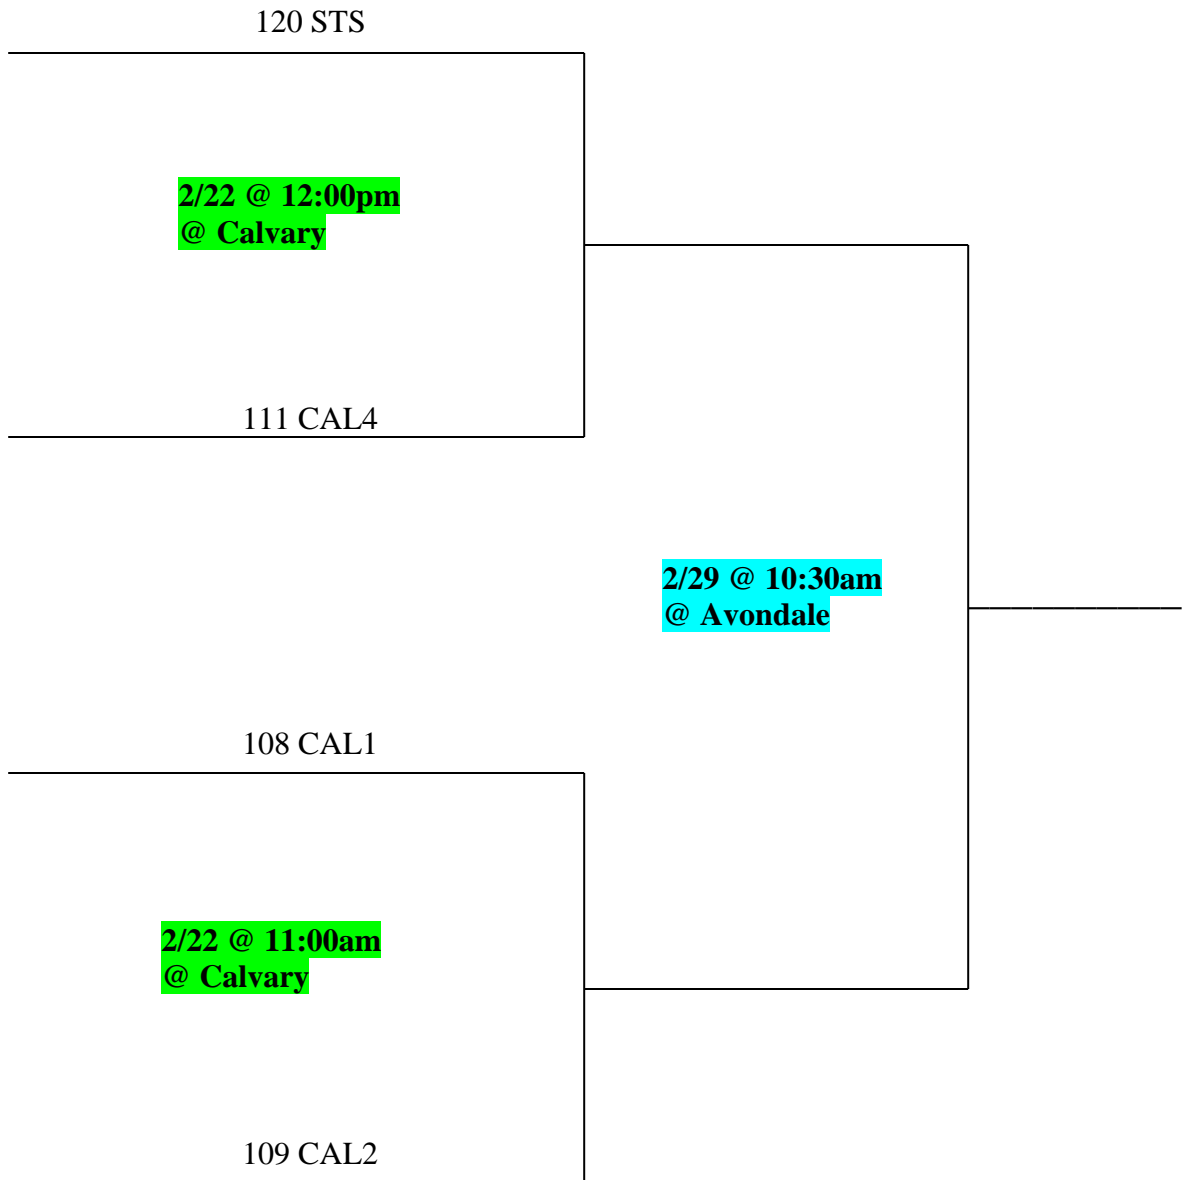 120 STS
2/22 @ 12:00pm
@ Calvary
111 CAL4
2/29 @ 10:30am
@ Avondale
108 CAL1
2/22 @ 11:00am
@ Calvary
109 CAL2